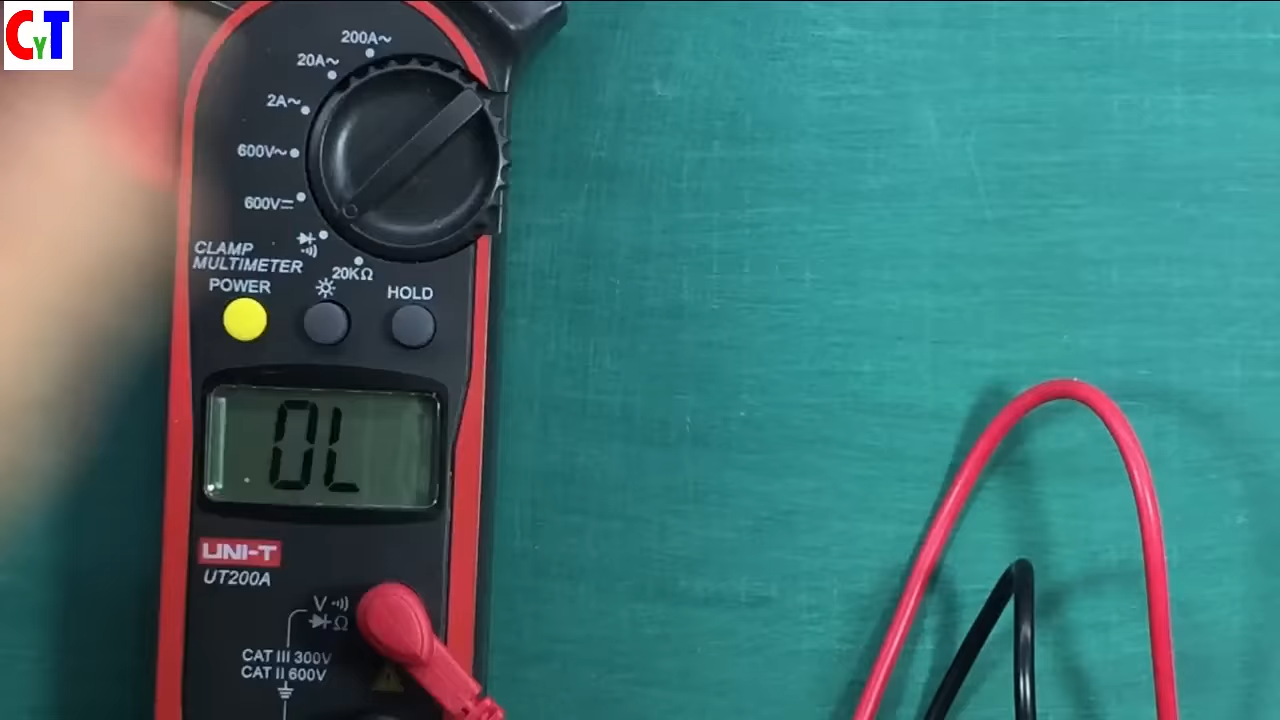 CyT
200A~
20A~
2A~
600V~
600V⎓
CLAMP
MULTIMETER
20KΩ
POWER
HOLD
OL
UNI-T
UT200A
V
Ω
CAT III 300V
CAT II 600V